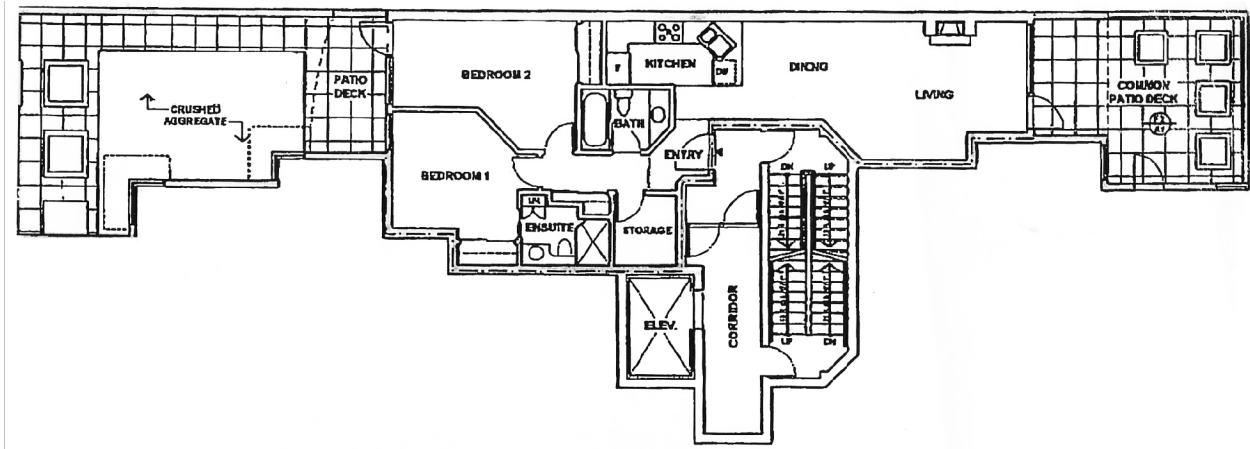 BEDROOM 2
KITCHEN
F
DW
DINING
LIVING
PATIO
DECK
COMMON
PATIO DECK
CRUSHED
AGGREGATE
BATH
ENTRY
BEDROOM 1
DN
UP
ENSUITE
STORAGE
ELEV.
CORRIDOR
UP
DN